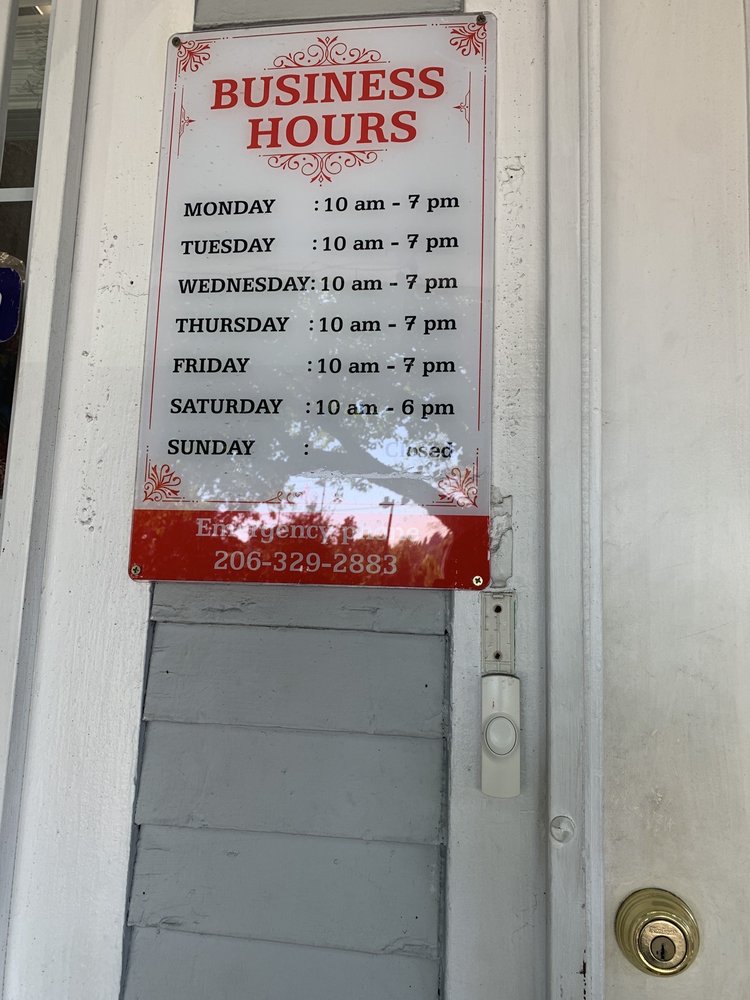 BUSINESS
HOURS
MONDAY : 10 am - 7 pm
TUESDAY : 10 am - 7 pm
WEDNESDAY: 10 am - 7 pm
THURSDAY : 10 am - 7 pm
FRIDAY : 10 am - 7 pm
SATURDAY : 10 am - 6 pm
SUNDAY : Closed
Emergency
206-329-2883